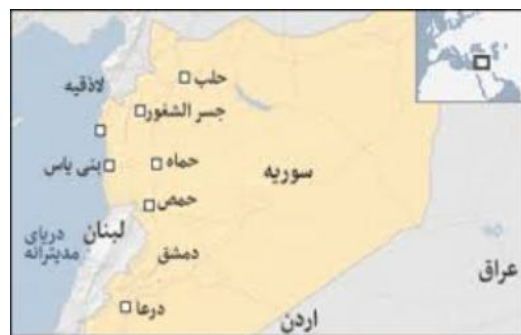 حلب
لاذقیه
جسر الشغور
بنی یاس
حماه
سوریه
حمص
لبنان
دریای
مدیترانه
دمشق
عراق
درعا
اردن